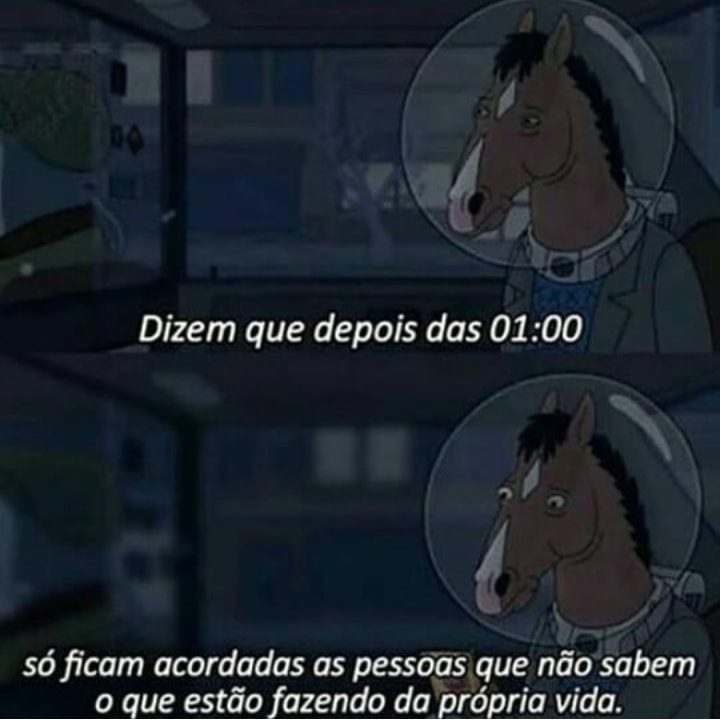 Dizem que depois das 01:00
só ficam acordadas as pessoas que não sabem
o que estão fazendo da própria vida.